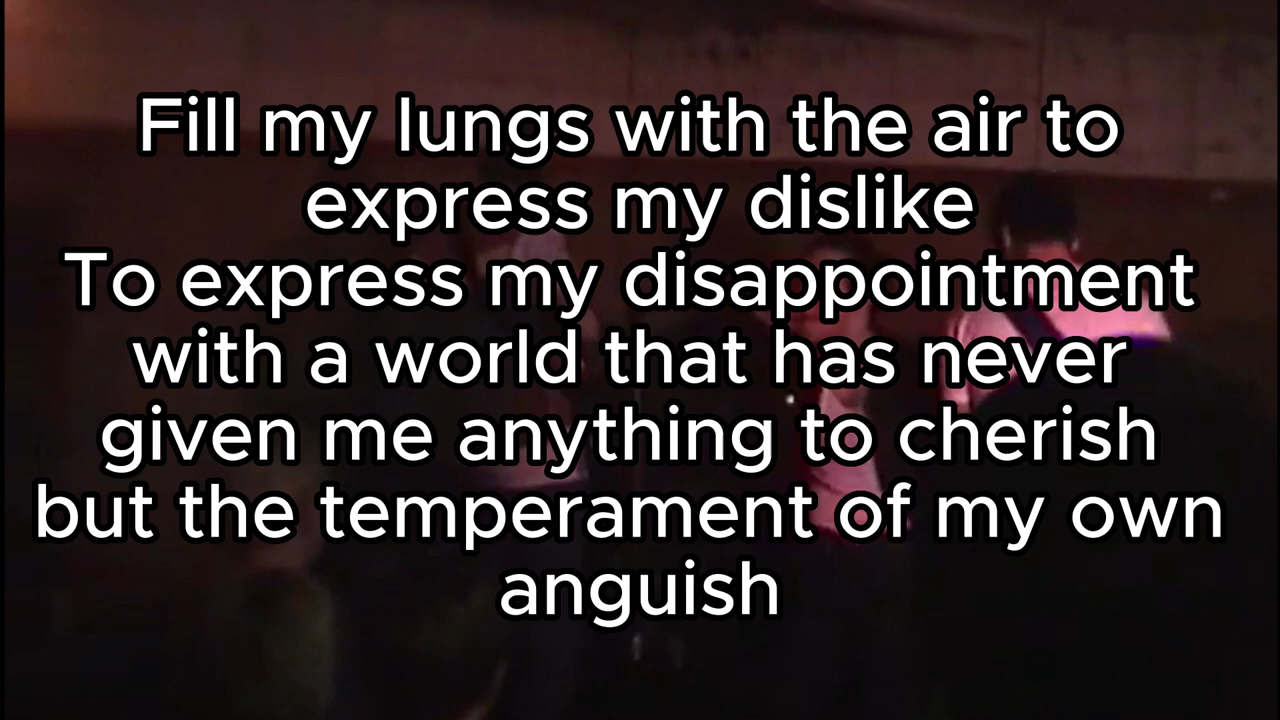 Fill my lungs with the air to
express my dislike
To express my disappointment
with a world that has never
given me anything to cherish
but the temperament of my own
anguish